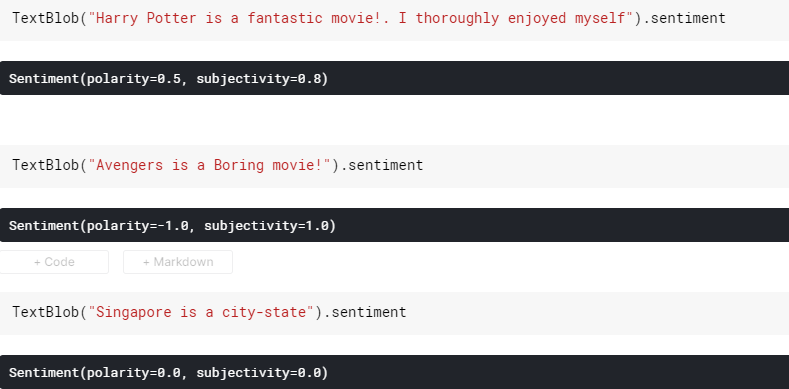 TextBlob("Harry Potter is a fantastic movie!. I thoroughly enjoyed myself").sentiment
Sentiment(polarity=0.5, subjectivity=0.8)
TextBlob("Avengers is a Boring movie!").sentiment
Sentiment(polarity=-1.0, subjectivity=1.0)
+ Code + Markdown
TextBlob("Singapore is a city-state").sentiment
Sentiment(polarity=0.0, subjectivity=0.0)